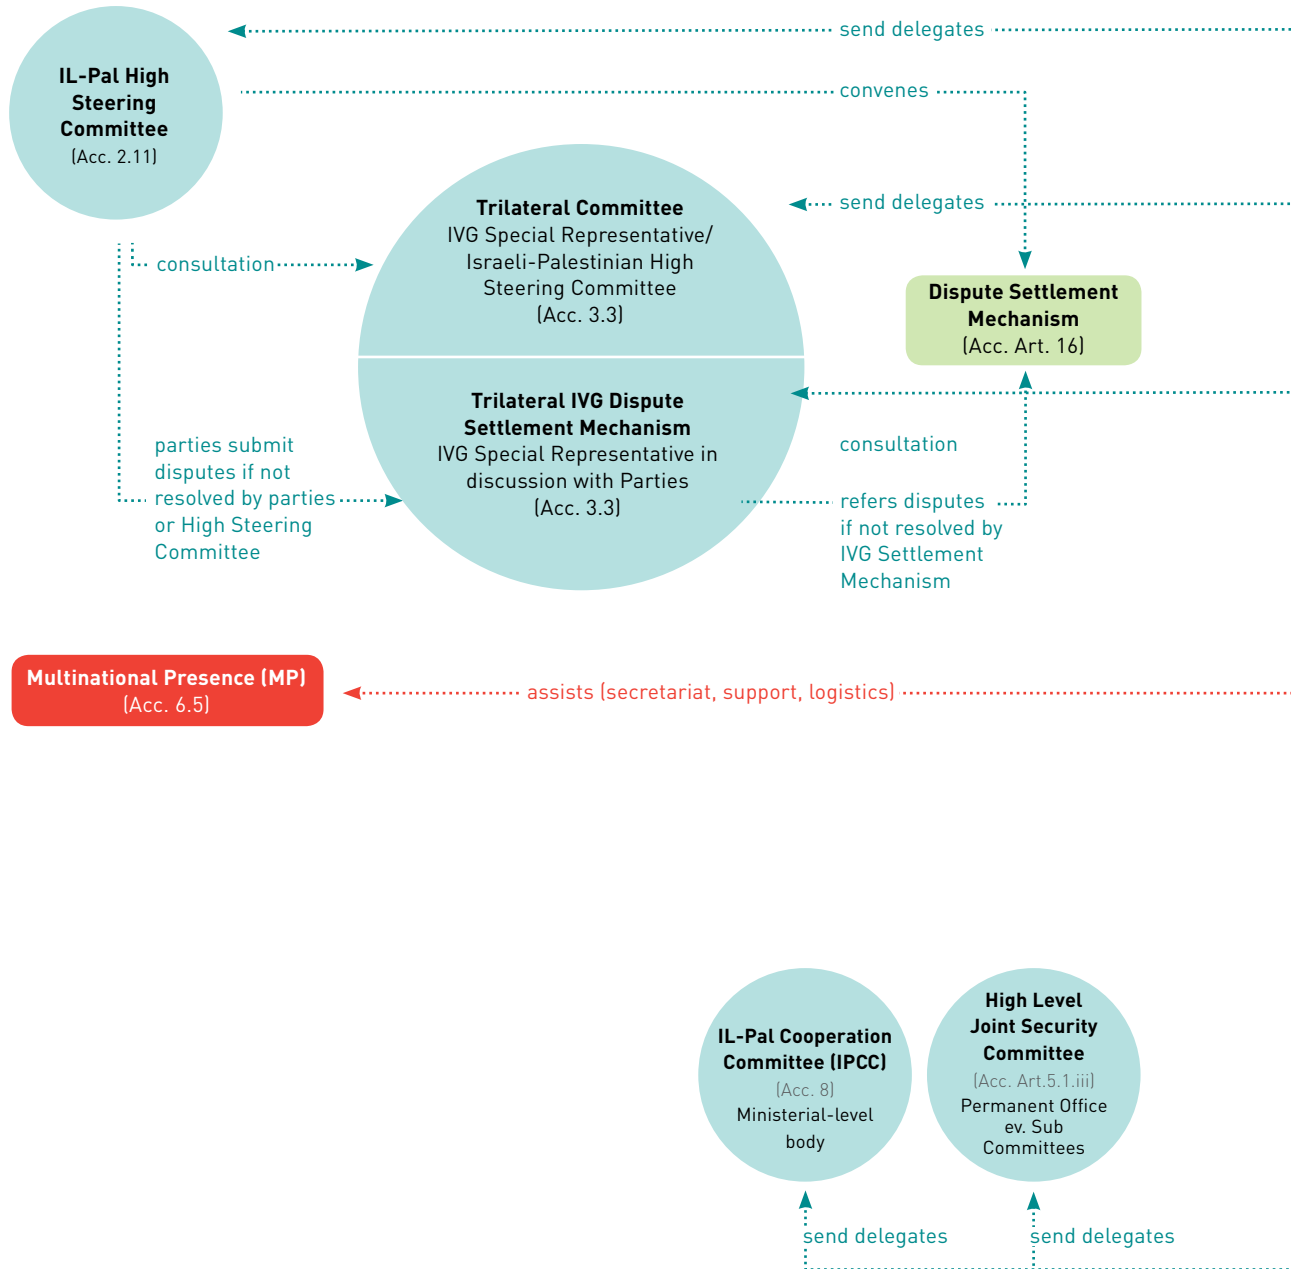 send delegates
IL-Pal High
Steering
Committee
(Acc. 2.11)
convenes
send delegates
Trilateral Committee
IVG Special Representative/
Israeli-Palestinian High
Steering Committee
(Acc. 3.3)
consultation
Dispute Settlement
Mechanism
(Acc. Art. 16)
Trilateral IVG Dispute
Settlement Mechanism
IVG Special Representative in
discussion with Parties
(Acc. 3.3)
parties submit
disputes if not
resolved by parties
or High Steering
Committee
consultation
refers disputes
if not resolved by
IVG Settlement
Mechanism
Multinational Presence (MP)
(Acc. 6.5)
assists (secretariat, support, logistics)
IL-Pal Cooperation
Committee (IPCC)
(Acc. 8)
Ministerial-level
body
High Level
Joint Security
Committee
(Acc. Art.5.1.iii)
Permanent Office
ev. Sub
Committees
send delegates
send delegates